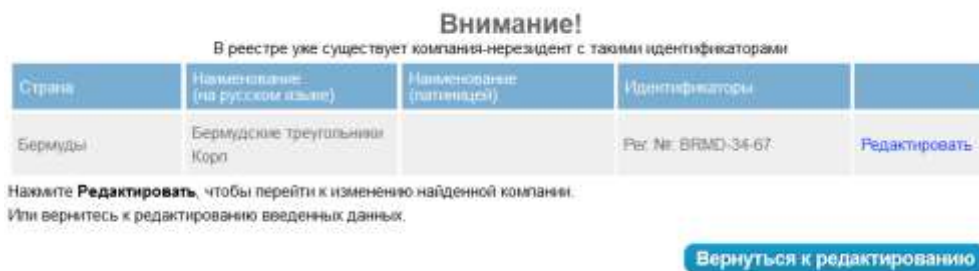 Внимание!
В реестре уже существует компания-нерезидент с такими идентификаторами
Страна
Наименование
(на русском языке)
Наименование
(латиницей)
Идентификаторы
Бермуды
Бермудские треугольники
Корп
Рег. №: BRMD-34-67
Редактировать
Нажмите Редактировать, чтобы перейти к изменению найденной компании.
Или вернитесь к редактированию введенных данных.
Вернуться к редактированию